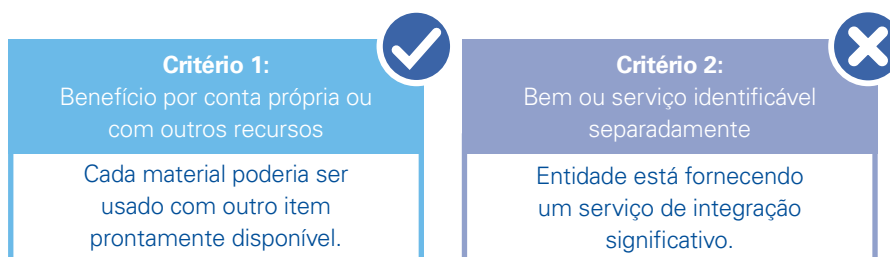 Critério 1:
Benefício por conta própria ou
com outros recursos
Cada material poderia ser
usado com outro item
prontamente disponível.
Critério 2:
Bem ou serviço identificável
separadamente
Entidade está fornecendo
um serviço de integração
significativo.